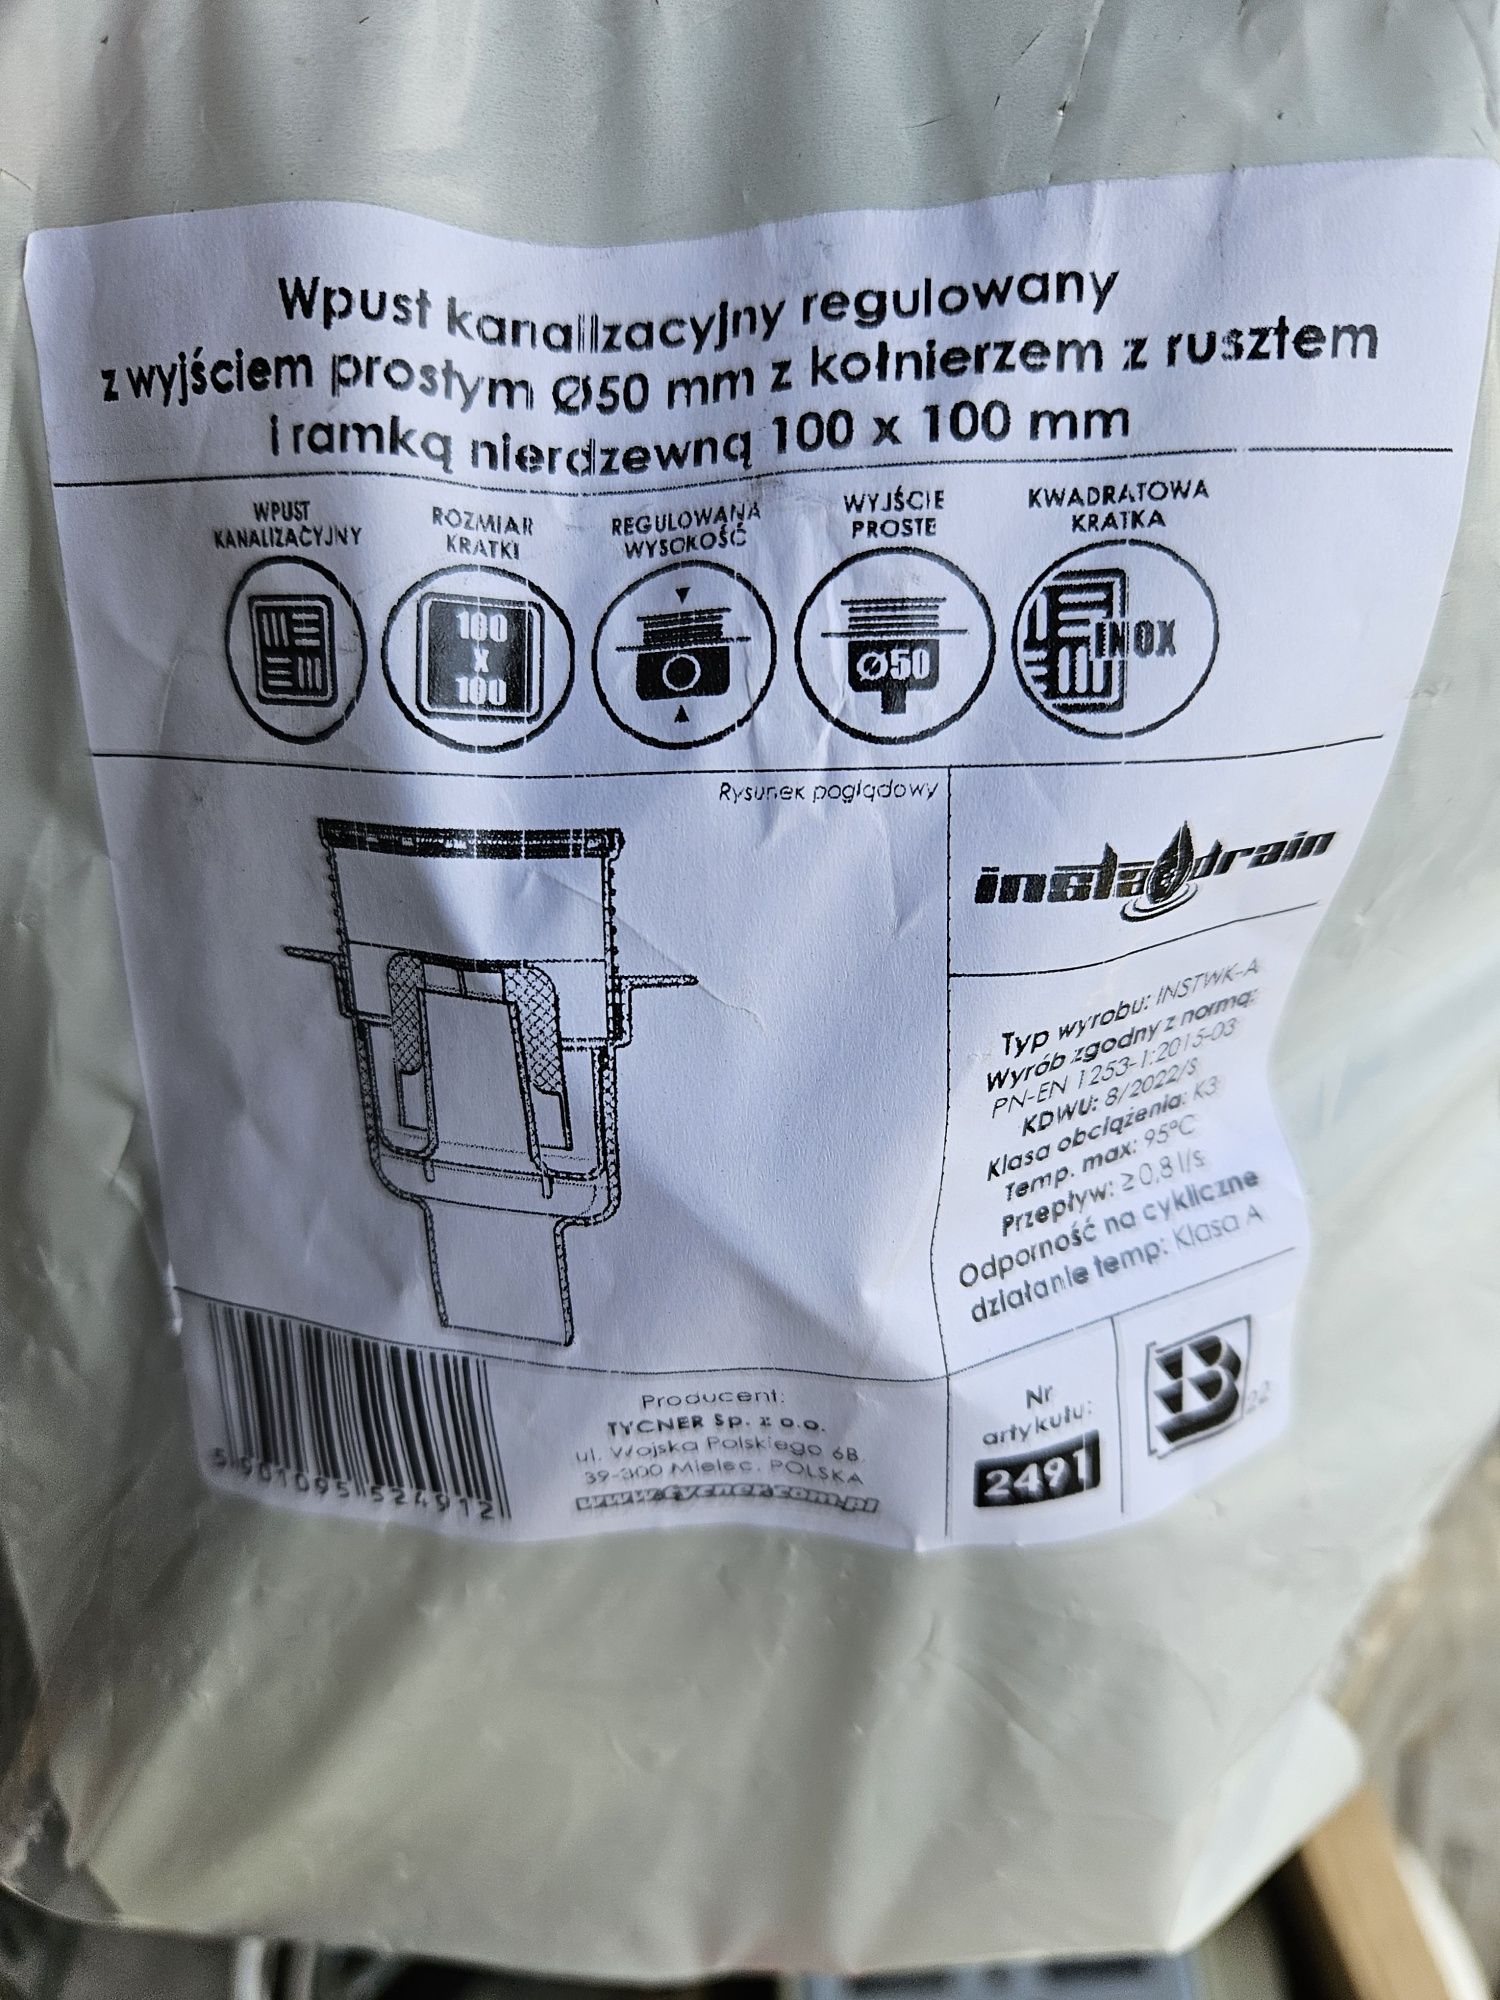 Wpust kanalizacyjny regulowany
z wyjściem prostym Ø50 mm z kołnierzem z rusztem
i ramką nierdzewną 100 x 100 mm
WPUST
KANALIZACYJNY
ROZMIAR
KRATKI
REGULOWANA
WYSOKOŚĆ
WYJŚCIE
PROSTE
KWADRATOWA
KRATKA
100
x
100
Ø50
INOX
Rysunek poglądowy
instadrain
Typ wyrobu: INSTWK-A
Wyrób zgodny z normą:
PN-EN 1253-1:2015-03
KDWU: 8/2022/S
Klasa obciążenia: K3
Temp. max: 95°C
Przepływ: ≥ 0,8 l/s
Odporność na cykliczne
działanie temp: Klasa A
5 901095 524912
Producent:
TYCNER Sp. z o.o.
ul. Wojska Polskiego 6B
39-300 Mielec, POLSKA
www.tycner.com.pl
Nr
artykułu:
2491
B
22